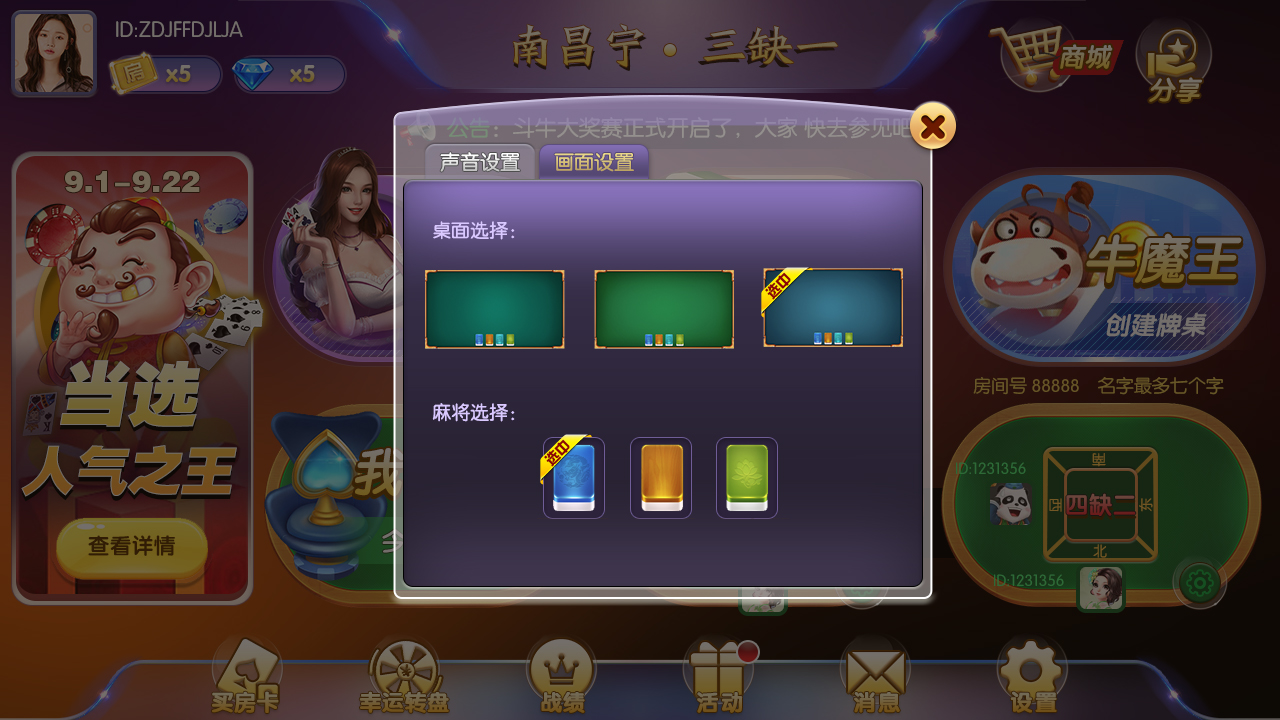 ID:ZDJFFDJLJA
局 x5
x5
南昌宁·三缺一
商城
分享
公告：斗牛大奖赛正式开启了，大家 快去参见吧
声音设置
画面设置
9.1-9.22
当选
人气之王
查看详情
桌面选择：
选中
麻将选择：
选中
牛魔王
创建牌桌
房间号 88888 名字最多七个字
我
今
ID:1231356
四缺二
东
北
ID:1231356
买房卡
幸运转盘
战绩
活动
消息
设置